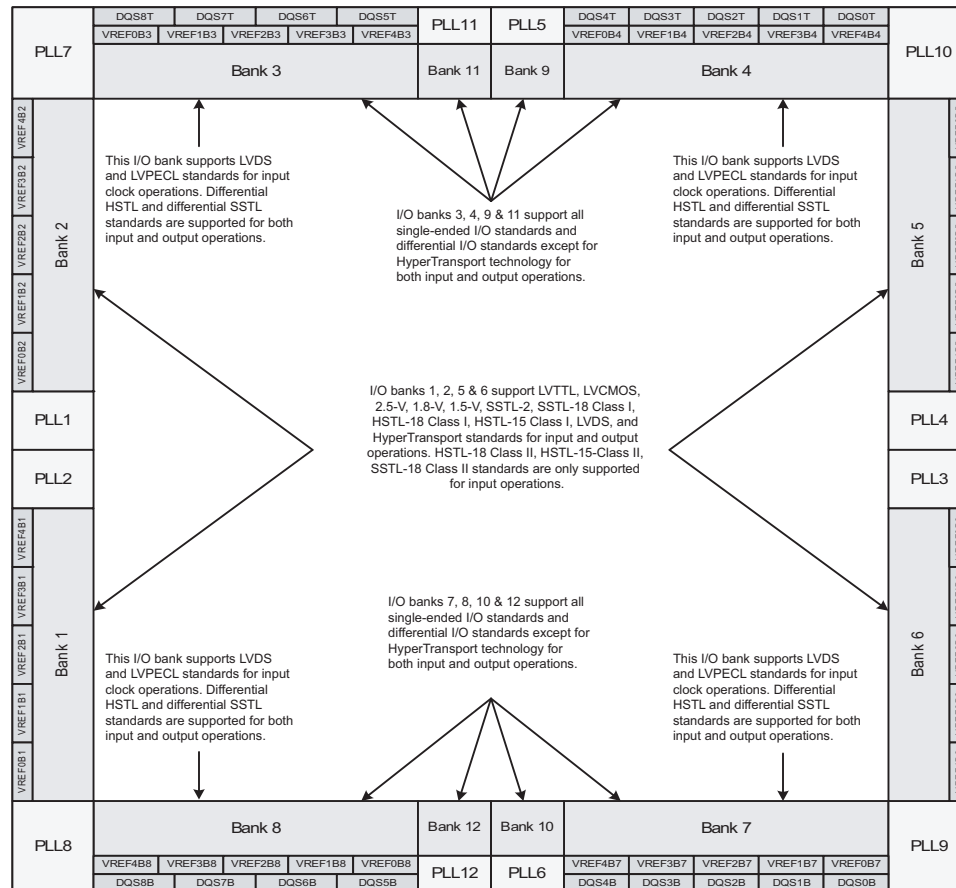 DQS8T DQS7T DQS6T DQS5T
PLL11 PLL5
DQS4T DQS3T DQS2T DQS1T DQS0T
VREF0B3 VREF1B3 VREF2B3 VREF3B3 VREF4B3
VREF0B4 VREF1B4 VREF2B4 VREF3B4 VREF4B4
PLL7
PLL10
Bank 3
Bank 11
Bank 9
Bank 4
VREF4B2
VREF3B2
VREF2B2
VREF1B2
VREF0B2
Bank 2
This I/O bank supports LVDS
and LVPECL standards for input
clock operations. Differential
HSTL and differential SSTL
standards are supported for both
input and output operations.
I/O banks 3, 4, 9 & 11 support all
single-ended I/O standards and
differential I/O standards except for
HyperTransport technology for
both input and output operations.
This I/O bank supports LVDS
and LVPECL standards for input
clock operations. Differential
HSTL and differential SSTL
standards are supported for both
input and output operations.
Bank 5
I/O banks 1, 2, 5 & 6 support LVTTL, LVCMOS,
2.5-V, 1.8-V, 1.5-V, SSTL-2, SSTL-18 Class I,
HSTL-18 Class I, HSTL-15 Class I, LVDS, and
HyperTransport standards for input and output
operations. HSTL-18 Class II, HSTL-15-Class II,
SSTL-18 Class II standards are only supported
for input operations.
PLL1
PLL2
PLL4
PLL3
VREF4B1
VREF3B1
VREF2B1
VREF1B1
VREF0B1
Bank 1
This I/O bank supports LVDS
and LVPECL standards for input
clock operations. Differential
HSTL and differential SSTL
standards are supported for both
input and output operations.
I/O banks 7, 8, 10 & 12 support all
single-ended I/O standards and
differential I/O standards except for
HyperTransport technology for
both input and output operations.
This I/O bank supports LVDS
and LVPECL standards for input
clock operations. Differential
HSTL and differential SSTL
standards are supported for both
input and output operations.
Bank 6
PLL8
Bank 8
Bank 12
Bank 10
Bank 7
PLL9
VREF4B8 VREF3B8 VREF2B8 VREF1B8 VREF0B8
PLL12 PLL6
VREF4B7 VREF3B7 VREF2B7 VREF1B7 VREF0B7
DQS8B DQS7B DQS6B DQS5B
DQS4B DQS3B DQS2B DQS1B DQS0B